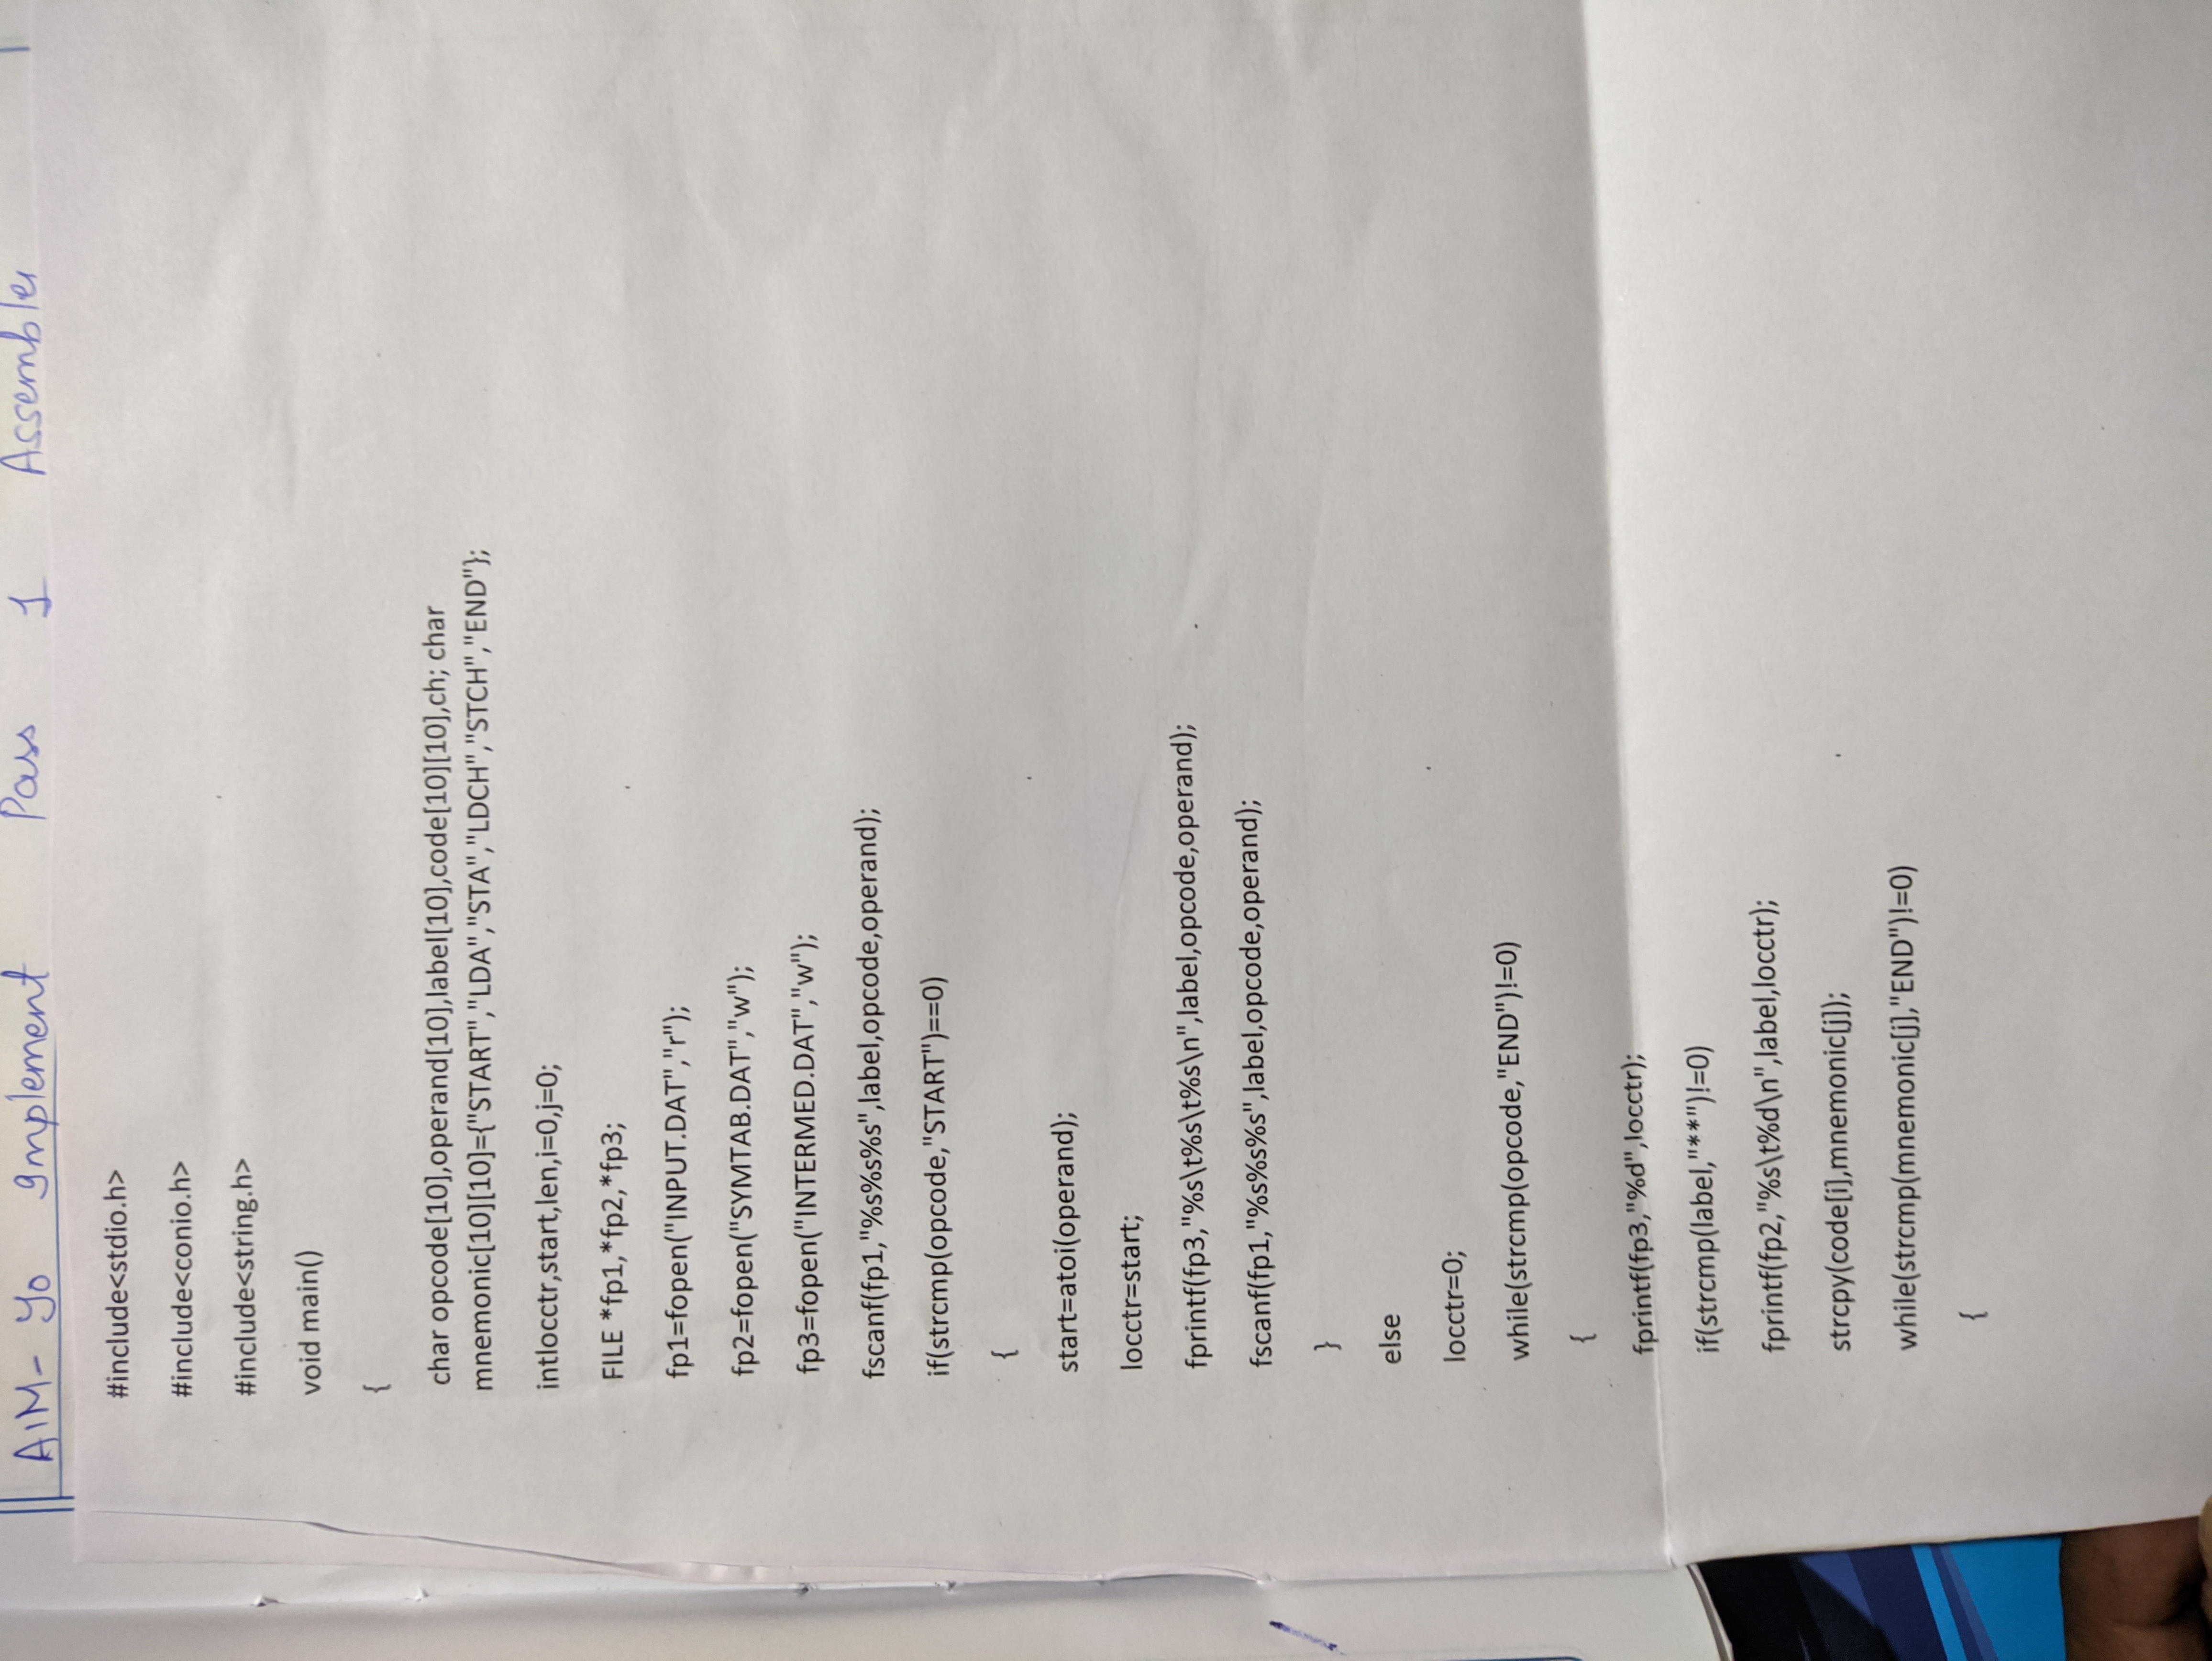 AIM- To Implement Pass 1 Assembler
#include<stdio.h>
#include<conio.h>
#include<string.h>
void main()
{
char opcode[10],operand[10],label[10],code[10][10],ch; char
mnemonic[10][10]={"START","LDA","STA","LDCH","STCH","END"};
intlocctr,start,len,i=0,j=0;
FILE *fp1,*fp2,*fp3;
fp1=fopen("INPUT.DAT","r");
fp2=fopen("SYMTAB.DAT","w");
fp3=fopen("INTERMED.DAT","w");
fscanf(fp1,"%s%s%s",label,opcode,operand);
if(strcmp(opcode,"START")==0)
{
start=atoi(operand);
locctr=start;
fprintf(fp3,"%s\t%s\t%s\n",label,opcode,operand);
fscanf(fp1,"%s%s%s",label,opcode,operand);
}
else
locctr=0;
while(strcmp(opcode,"END")!=0)
{
fprintf(fp3,"%d",locctr);
if(strcmp(label,"**")!=0)
fprintf(fp2,"%s\t%d\n",label,locctr);
strcpy(code[i],mnemonic[j]);
while(strcmp(mnemonic[j],"END")!=0)
{